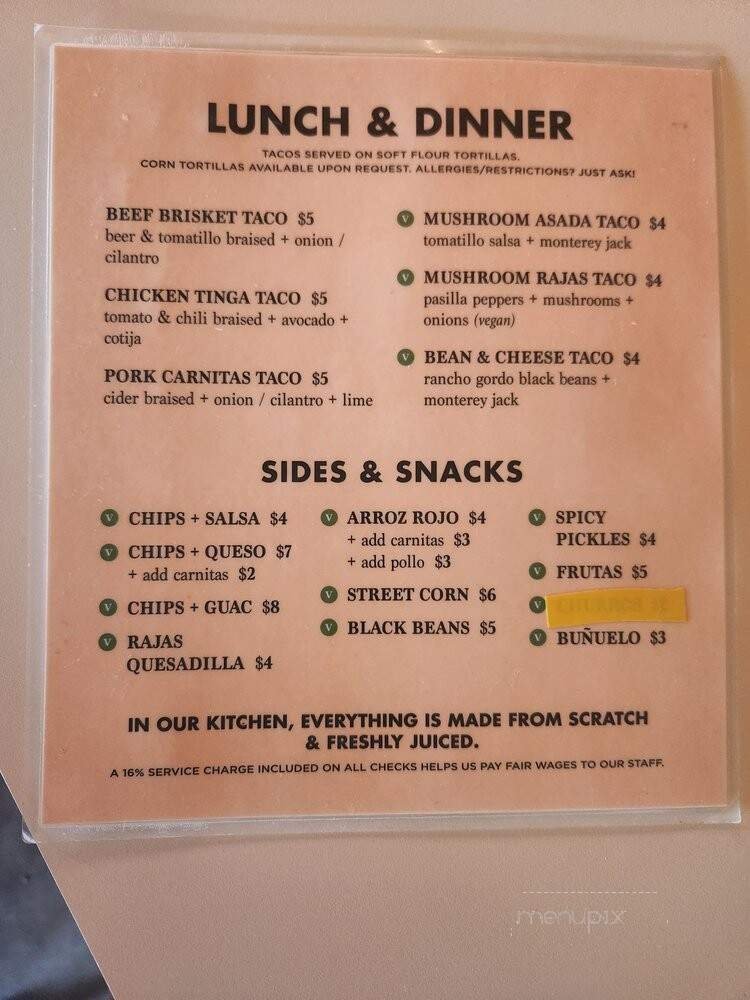 LUNCH & DINNER
TACOS SERVED ON SOFT FLOUR TORTILLAS.
CORN TORTILLAS AVAILABLE UPON REQUEST. ALLERGIES/RESTRICTIONS? JUST ASK!
BEEF BRISKET TACO $5
beer & tomatillo braised + onion /
cilantro
CHICKEN TINGA TACO $5
tomato & chili braised + avocado +
cotija
PORK CARNITAS TACO $5
cider braised + onion / cilantro + lime
V MUSHROOM ASADA TACO $4
tomatillo salsa + monterey jack
V MUSHROOM RAJAS TACO $4
pasilla peppers + mushrooms +
onions (vegan)
V BEAN & CHEESE TACO $4
rancho gordo black beans +
monterey jack
SIDES & SNACKS
V CHIPS + SALSA $4
V CHIPS + QUESO $7
+ add carnitas $2
V CHIPS + GUAC $8
V RAJAS
QUESADILLA $4
V ARROZ ROJO $4
+ add carnitas $3
+ add pollo $3
V STREET CORN $6
V BLACK BEANS $5
V SPICY
PICKLES $4
V FRUTAS $5
V
V BUÑUELO $3
IN OUR KITCHEN, EVERYTHING IS MADE FROM SCRATCH
& FRESHLY JUICED.
A 16% SERVICE CHARGE INCLUDED ON ALL CHECKS HELPS US PAY FAIR WAGES TO OUR STAFF.
menupix